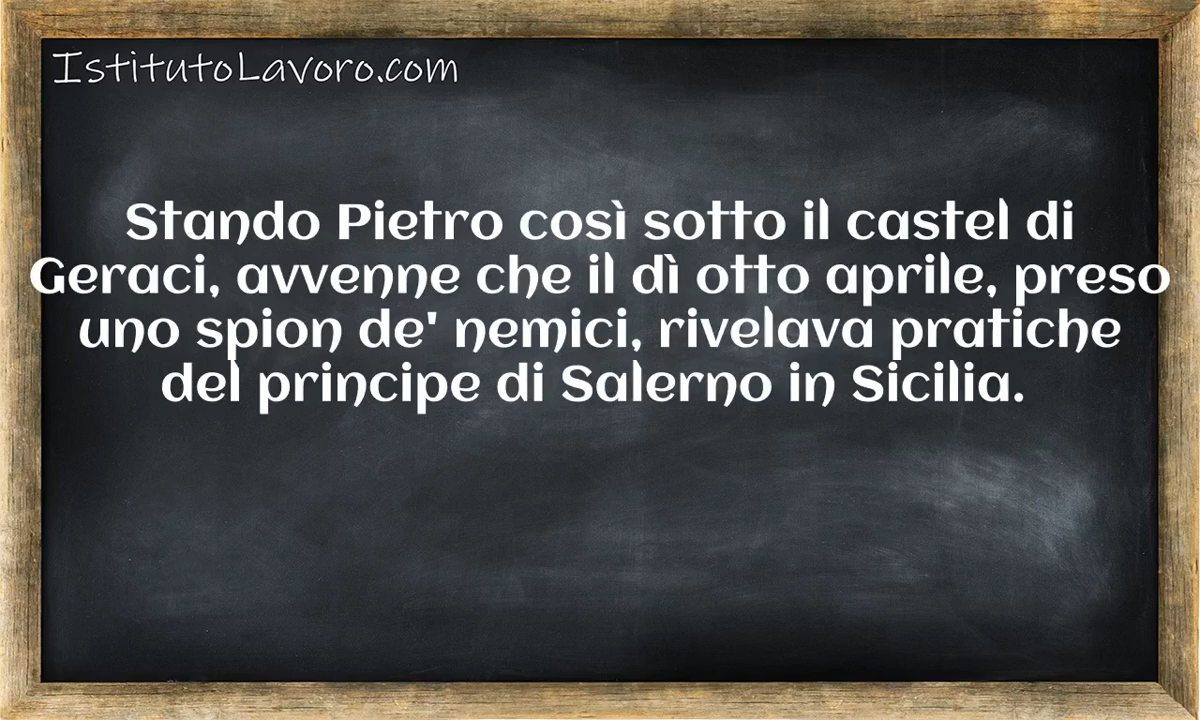 IstitutoLavoro.com
Stando Pietro così sotto il castel di
Geraci, avvenne che il dì otto aprile, preso
uno spion de' nemici, rivelava pratiche
del principe di Salerno in Sicilia.